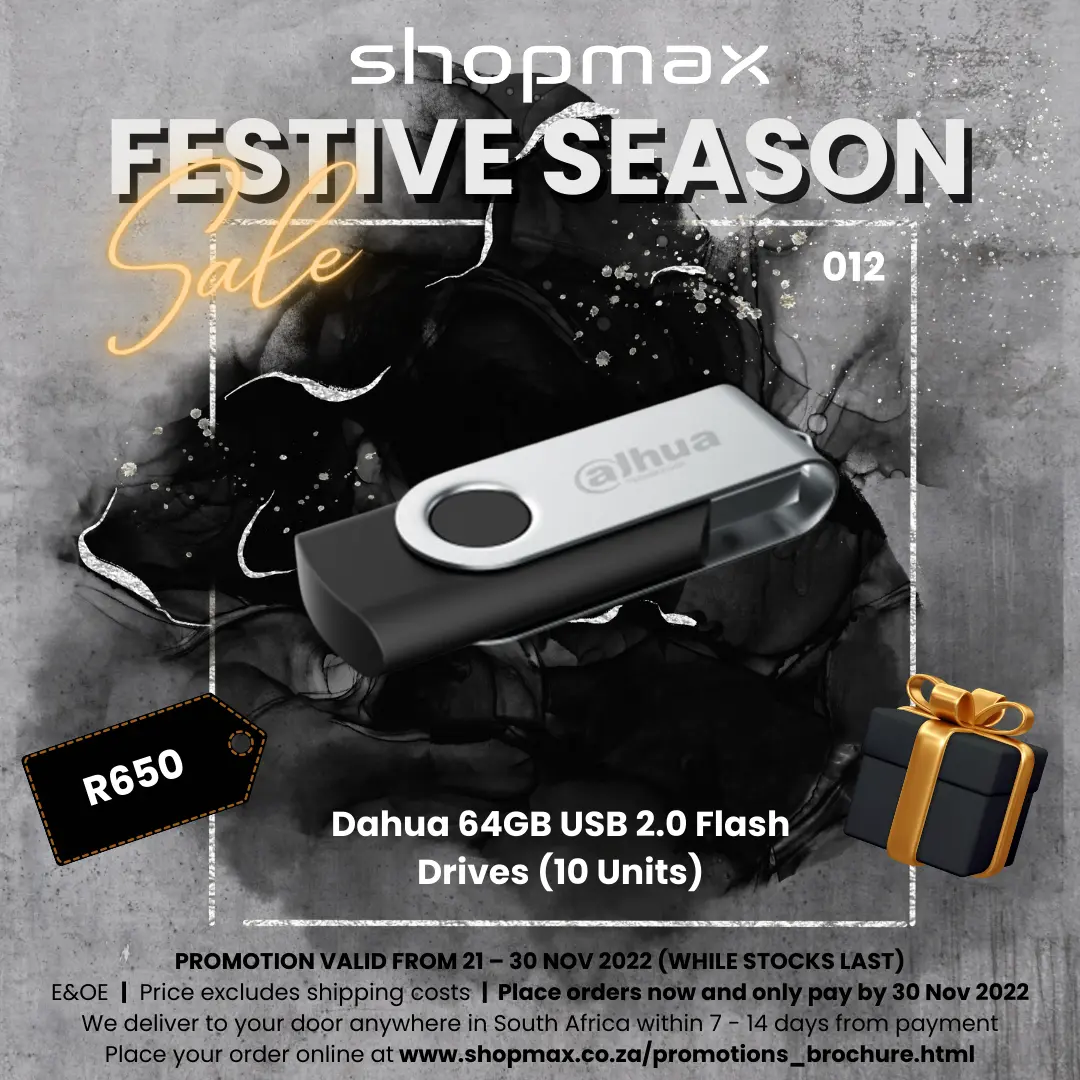 shopmax
FESTIVE SEASON
Sale
012
alhua
R650
Dahua 64GB USB 2.0 Flash
Drives (10 Units)
PROMOTION VALID FROM 21 – 30 NOV 2022 (WHILE STOCKS LAST)
E&OE | Price excludes shipping costs | Place orders now and only pay by 30 Nov 2022
We deliver to your door anywhere in South Africa within 7 - 14 days from payment
Place your order online at www.shopmax.co.za/promotions_brochure.html